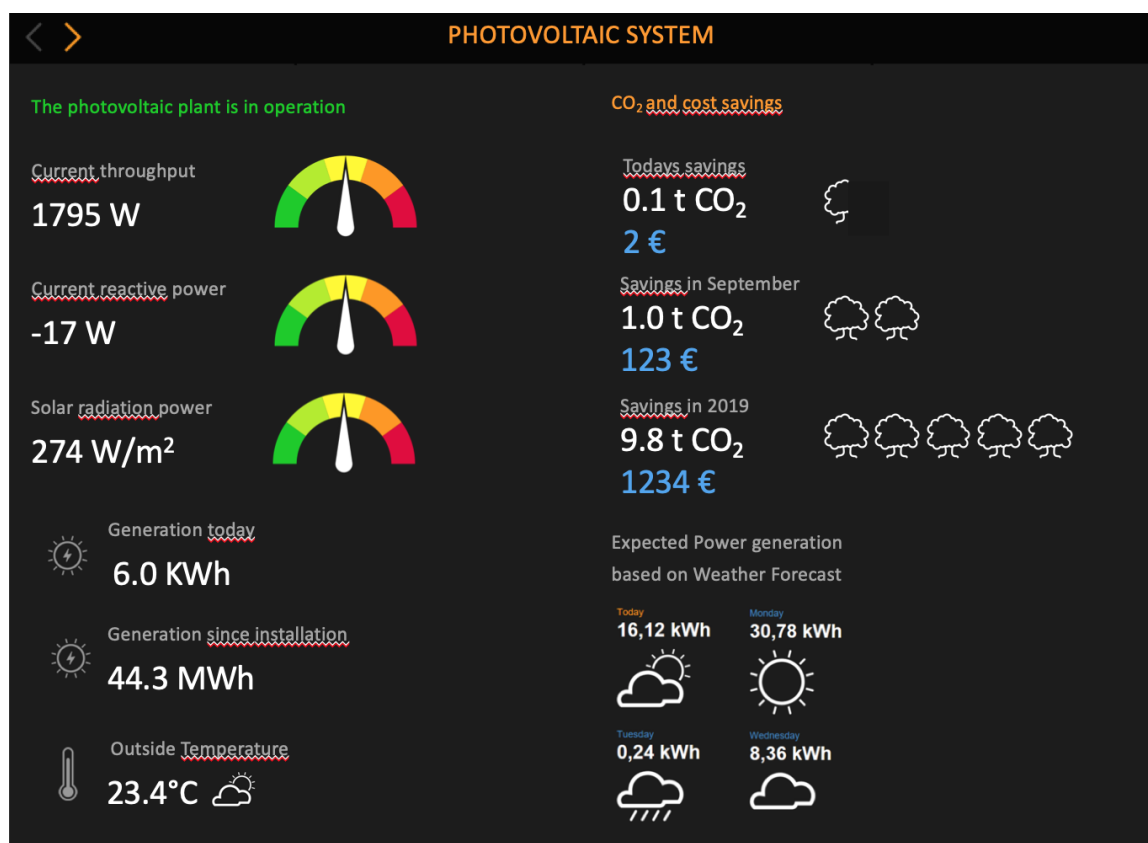 PHOTOVOLTAIC SYSTEM
The photovoltaic plant is in operation
Current throughput
1795 W
Current reactive power
-17 W
Solar radiation power
274 W/m²
Generation today
6.0 KWh
Generation since installation
44.3 MWh
Outside Temperature
23.4°C
CO₂ and cost savings
Todays savings
0.1 t CO₂
2 €
Savings in September
1.0 t CO₂
123 €
Savings in 2019
9.8 t CO₂
1234 €
Expected Power generation
based on Weather Forecast
Today
16,12 kWh
Monday
30,78 kWh
Tuesday
0,24 kWh
Wednesday
8,36 kWh